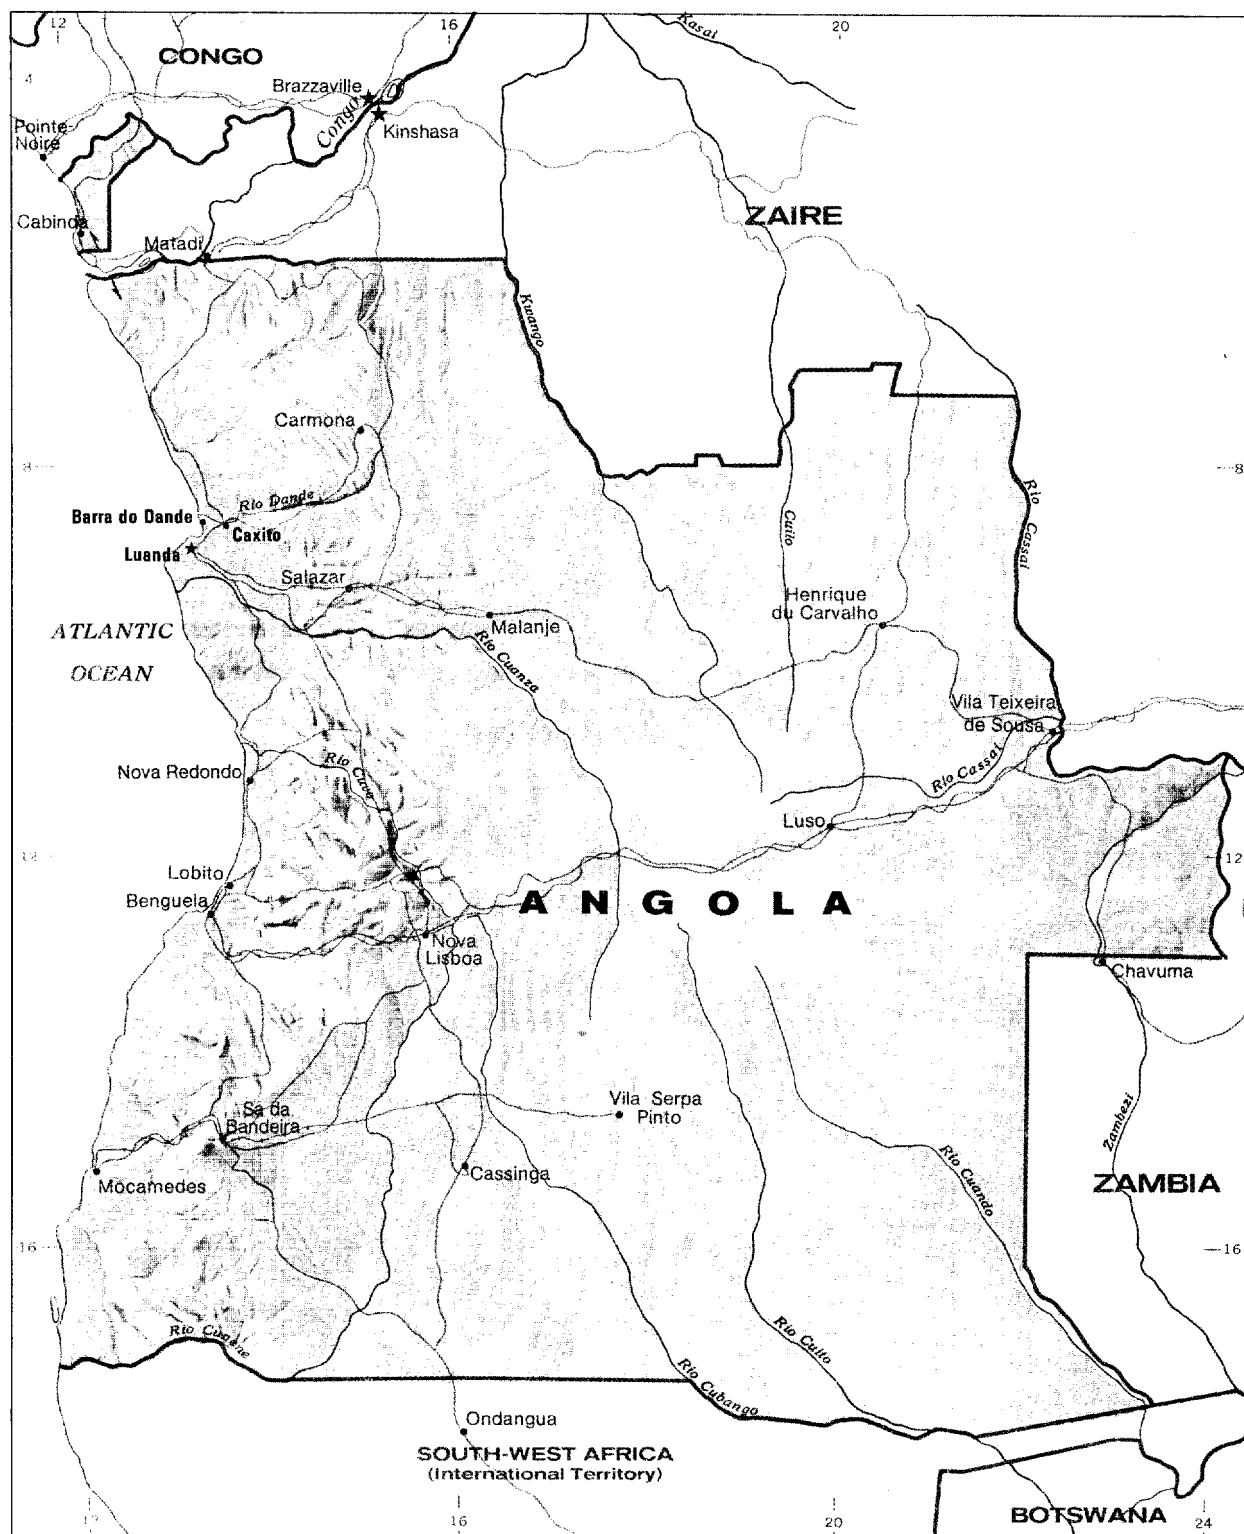 12
16
20
Kasai
CONGO
4
Brazzaville
Congo
Kinshasa
Pointe
Noire
ZAIRE
Cabinda
Matadi
Kwango
Carmona
8
8
Rio Dande
Rio Cassai
Barra do Dande
Caxito
Cuilo
Luanda
Salazar
Henrique
du Carvalho
ATLANTIC
OCEAN
Malanje
Rio Cuanza
Vila Teixeira
de Sousa
Nova Redondo
Rio Cuvo
Rio Cassai
Luso
12
12
Lobito
Benguela
ANGOLA
Nova
Lisboa
Chavuma
Sa da
Bandeira
Vila Serpa
Pinto
Zambezi
Mocamedes
Cassinga
Rio Cuando
ZAMBIA
16
16
Rio Cunene
Rio Cuito
Rio Cubango
Ondangua
SOUTH-WEST AFRICA
(International Territory)
BOTSWANA
12
16
20
24